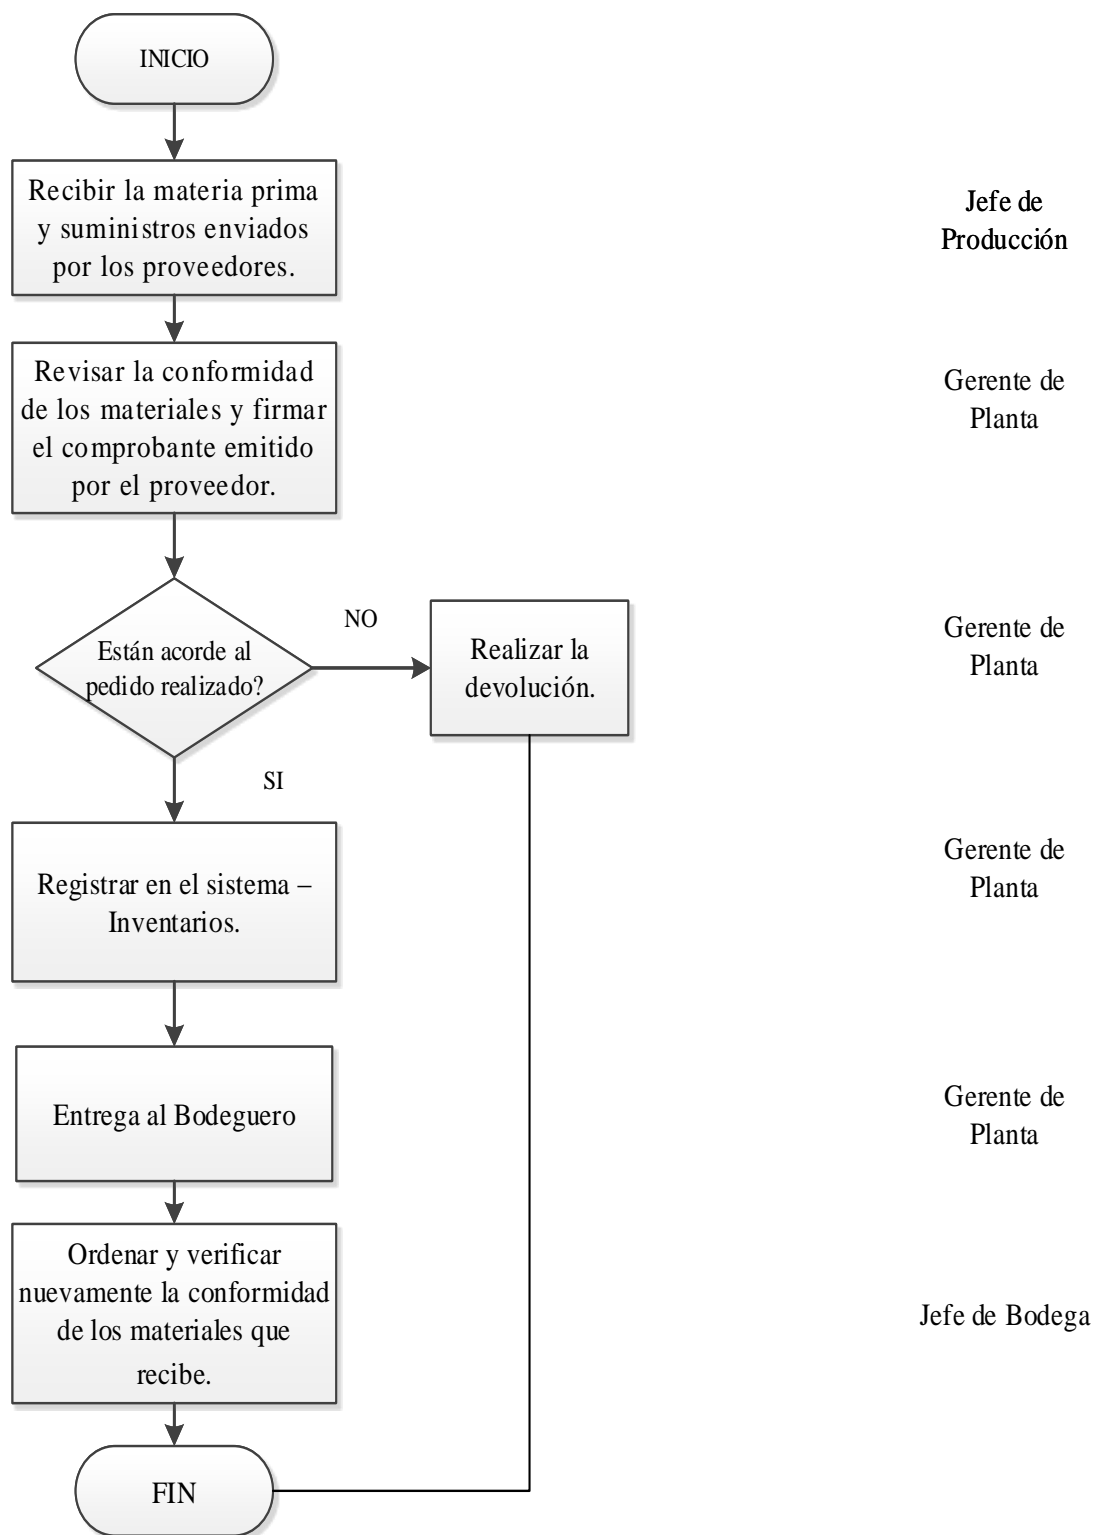 INICIO
Recibir la materia prima
y suministros enviados
por los proveedores.
Jefe de
Producción
Revisar la conformidad
de los materiales y firmar
el comprobante emitido
por el proveedor.
Gerente de
Planta
Están acorde al
pedido realizado?
NO
Realizar la
devolución.
Gerente de
Planta
SI
Registrar en el sistema –
Inventarios.
Gerente de
Planta
Entrega al Bodeguero
Gerente de
Planta
Ordenar y verificar
nuevamente la conformidad
de los materiales que
recibe.
Jefe de Bodega
FIN